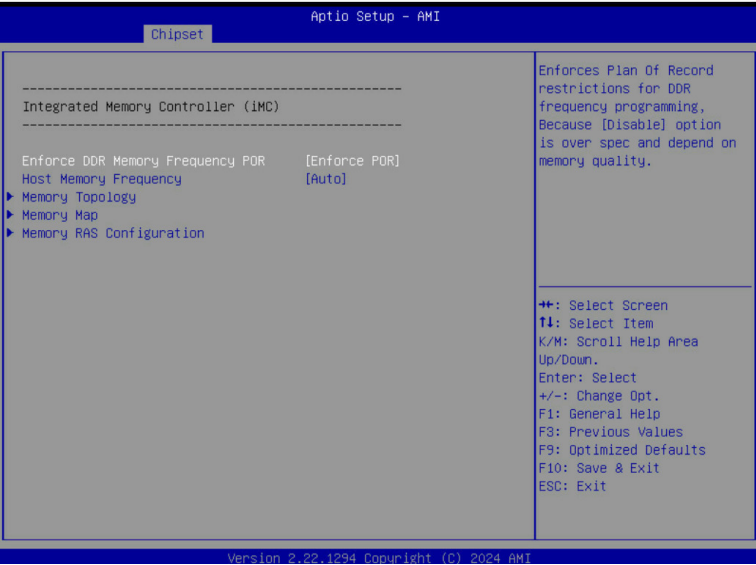 Aptio Setup – AMI
Chipset
--------------------------------------------------
Integrated Memory Controller (iMC)
--------------------------------------------------
Enforce DDR Memory Frequency POR [Enforce POR]
Host Memory Frequency [Auto]
Memory Topology
Memory Map
Memory RAS Configuration
Enforces Plan Of Record
restrictions for DDR
frequency programming,
Because [Disable] option
is over spec and depend on
memory quality.
→←: Select Screen
↑↓: Select Item
K/M: Scroll Help Area
Up/Down.
Enter: Select
+/-: Change Opt.
F1: General Help
F3: Previous Values
F9: Optimized Defaults
F10: Save & Exit
ESC: Exit
Version 2.22.1294 Copyright (C) 2024 AMI